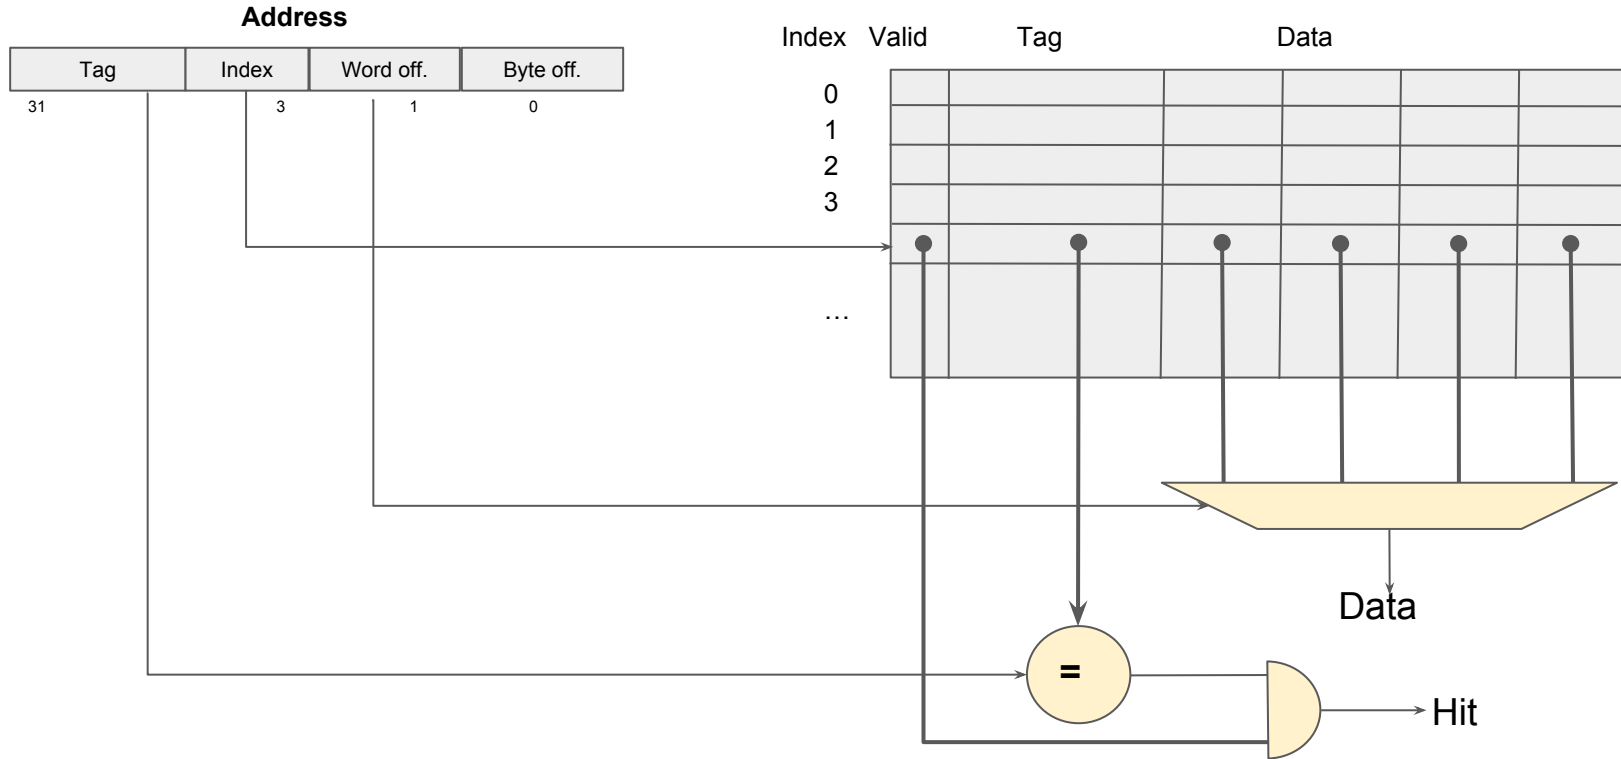 Address
Tag Index Word off. Byte off.
31 3 1 0
Index Valid Tag Data
0
1
2
3
…
Data
=
Hit